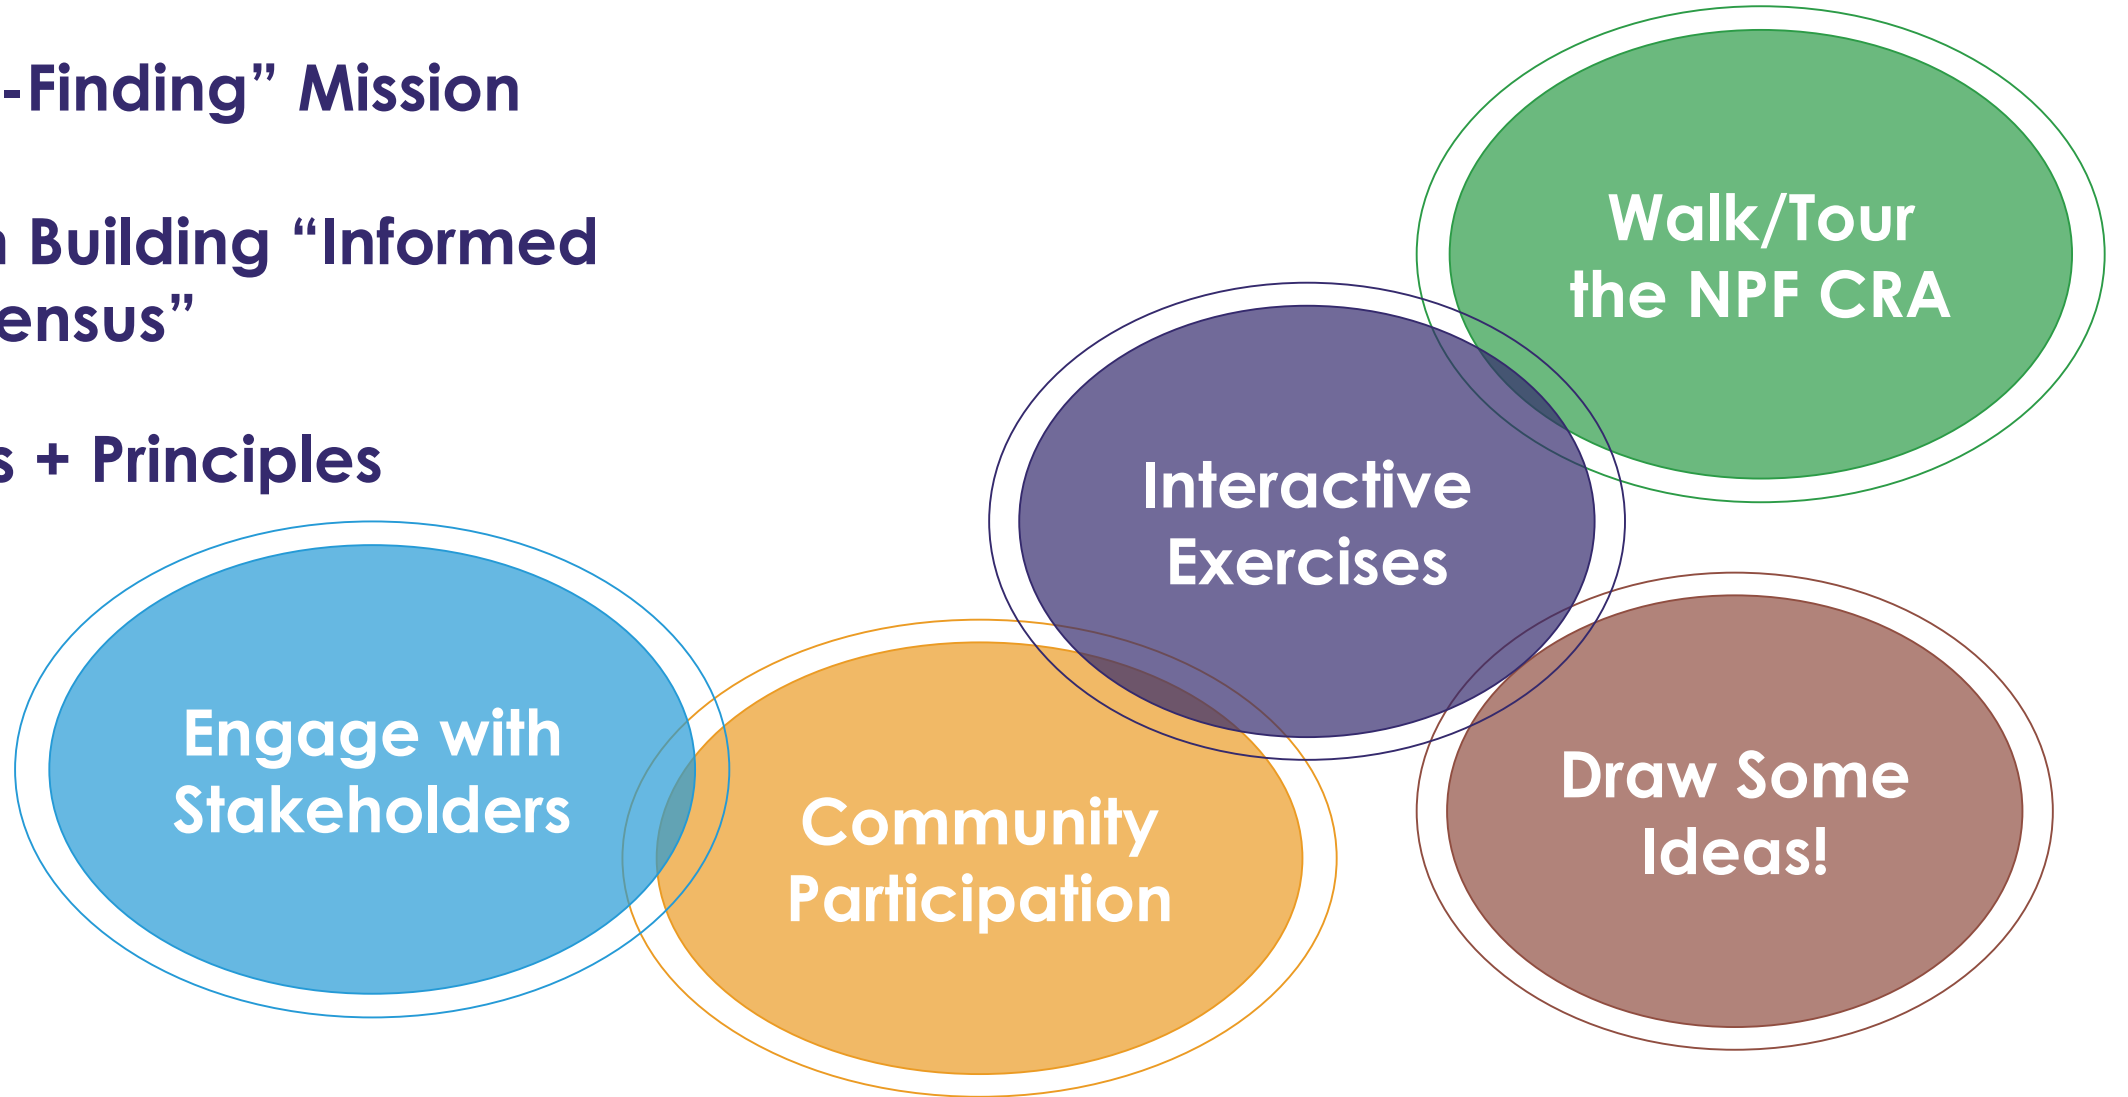 -Finding” Mission
n Building “Informed
ensus”
s + Principles
Walk/Tour
the NPF CRA
Interactive
Exercises
Engage with
Stakeholders
Community
Participation
Draw Some
Ideas!